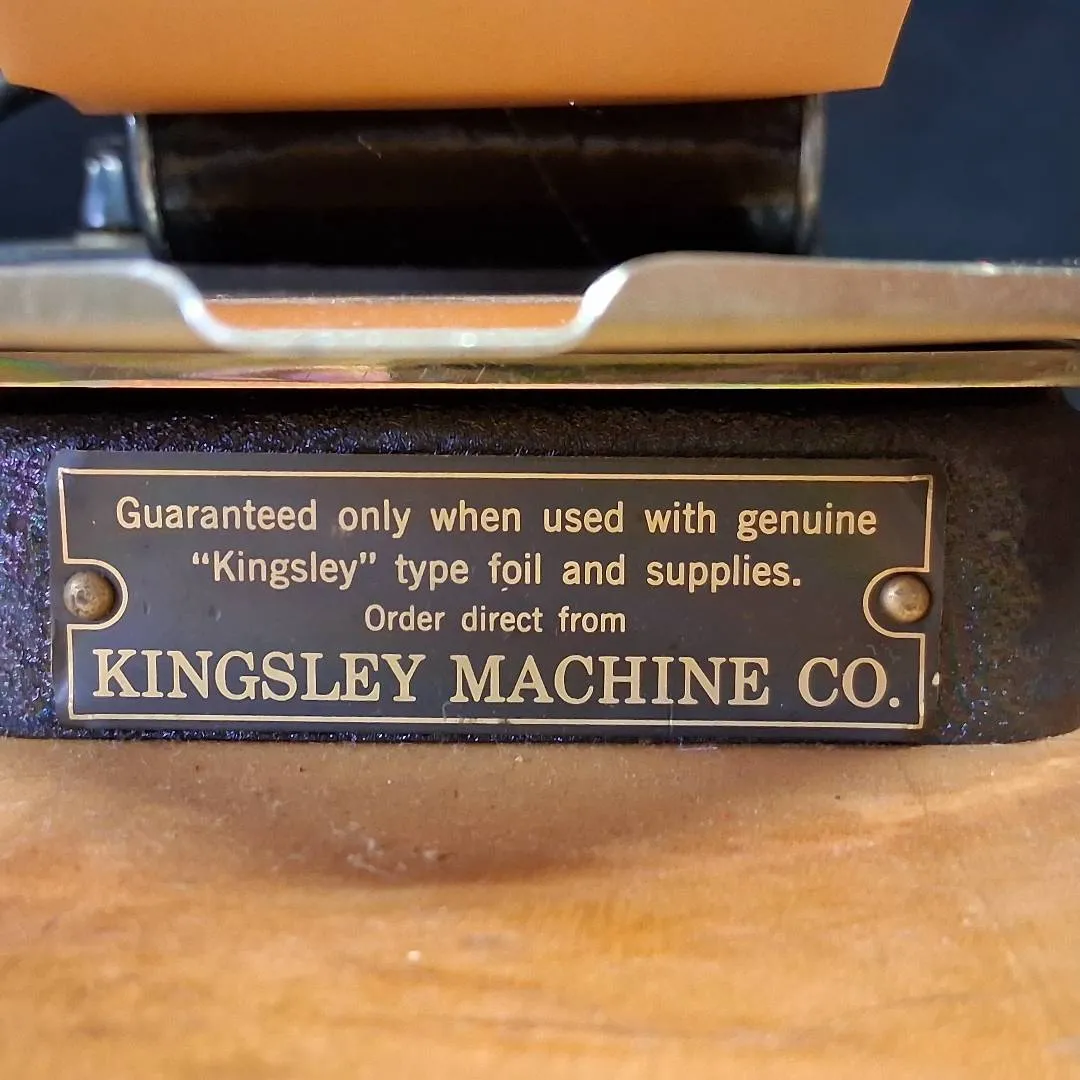 Guaranteed only when used with genuine
“Kingsley” type foil and supplies.
Order direct from
KINGSLEY MACHINE CO.